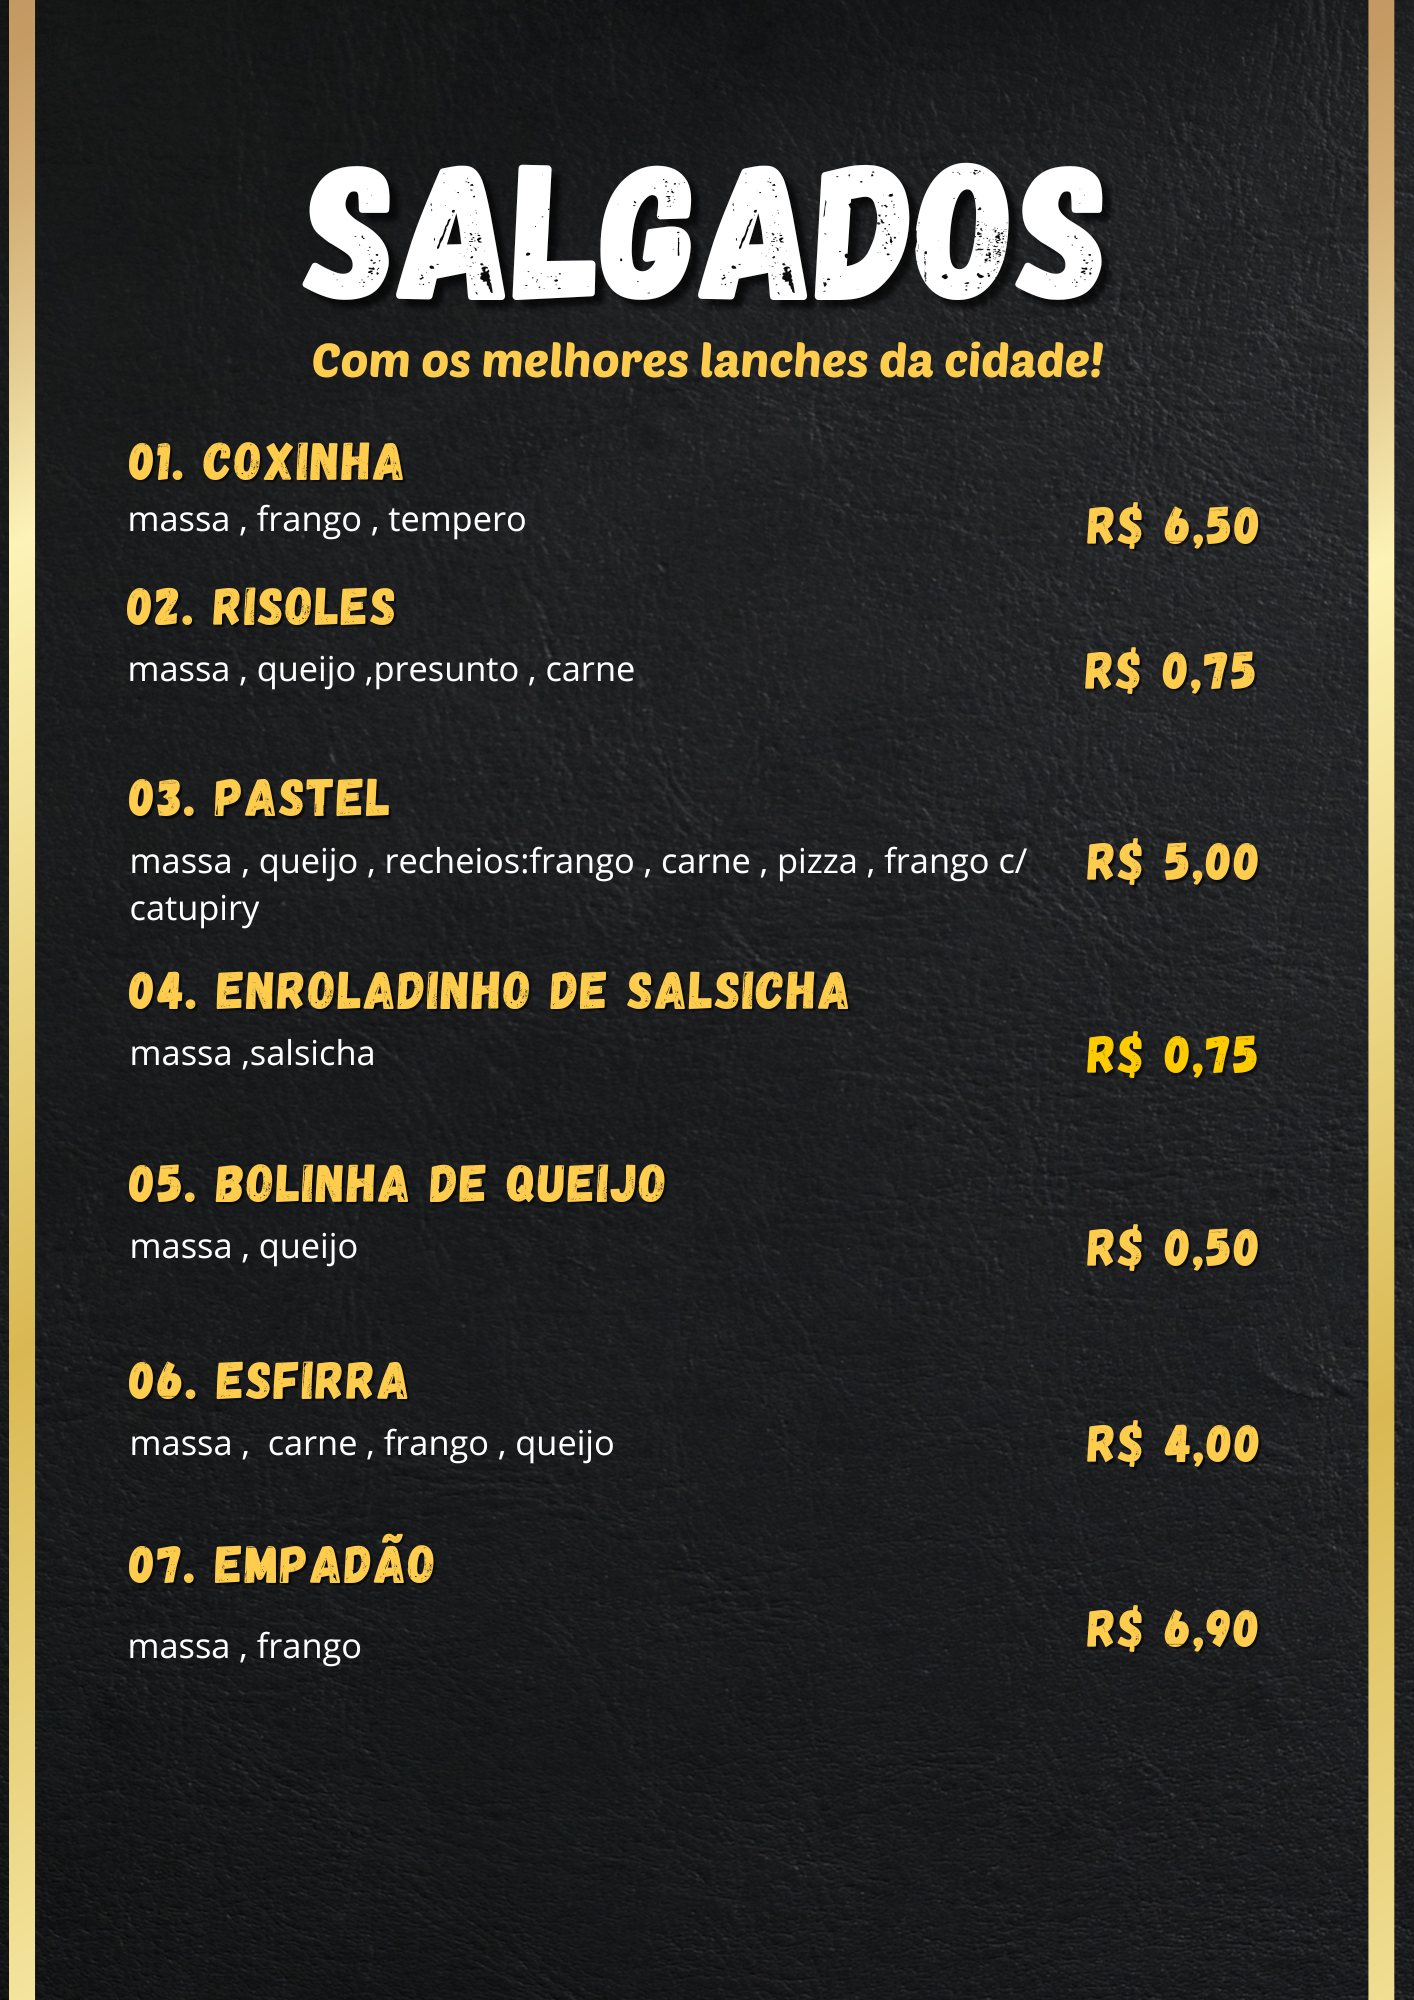 SALGADOS
Com os melhores lanches da cidade!
01. COXINHA
massa , frango , tempero
R$ 6,50
02. RISOLES
massa , queijo ,presunto , carne
R$ 0,75
03. PASTEL
massa , queijo , recheios:frango , carne , pizza , frango c/
catupiry
R$ 5,00
04. ENROLADINHO DE SALSICHA
massa ,salsicha
R$ 0,75
05. BOLINHA DE QUEIJO
massa , queijo
R$ 0,50
06. ESFIRRA
massa ,  carne , frango , queijo
R$ 4,00
07. EMPADÃO
massa , frango
R$ 6,90